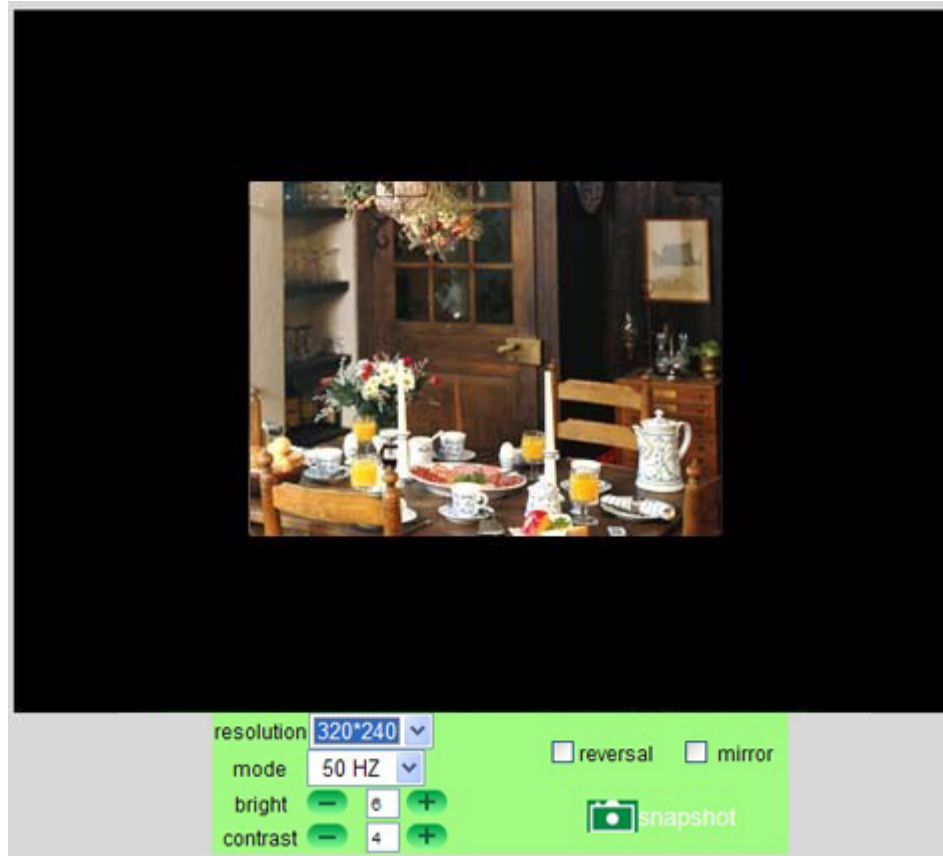 resolution 320*240
reversal mirror
mode 50 HZ
bright 6
snapshot
contrast 4